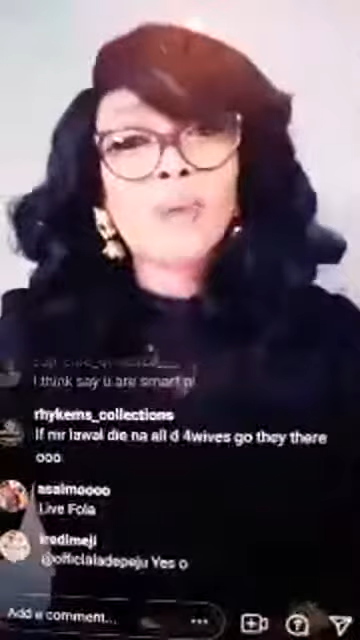 I think say u are smart
rhykems_collections
If mr lawal die na all d 4wives go they there
ooo
asalmoooo
Live Fola
iredimeji
@officialadepeju Yes o
Add a comment...